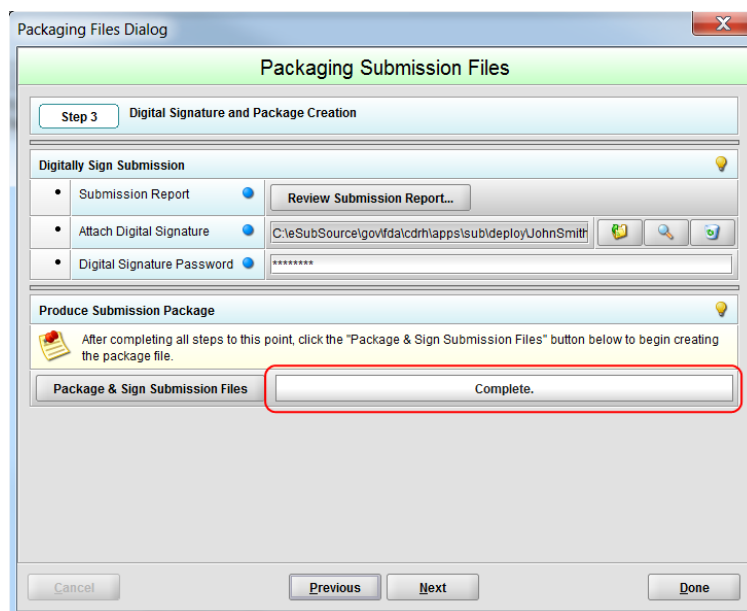 Packaging Files Dialog
X
Packaging Submission Files
Step 3
Digital Signature and Package Creation
Digitally Sign Submission
• Submission Report
Review Submission Report...
• Attach Digital Signature
C:\eSubSource\gov\fda\cdrh\apps\sub\deploy\JohnSmith
• Digital Signature Password
********
Produce Submission Package
After completing all steps to this point, click the "Package & Sign Submission Files" button below to begin creating
the package file.
Package & Sign Submission Files
Complete.
Cancel
Previous
Next
Done